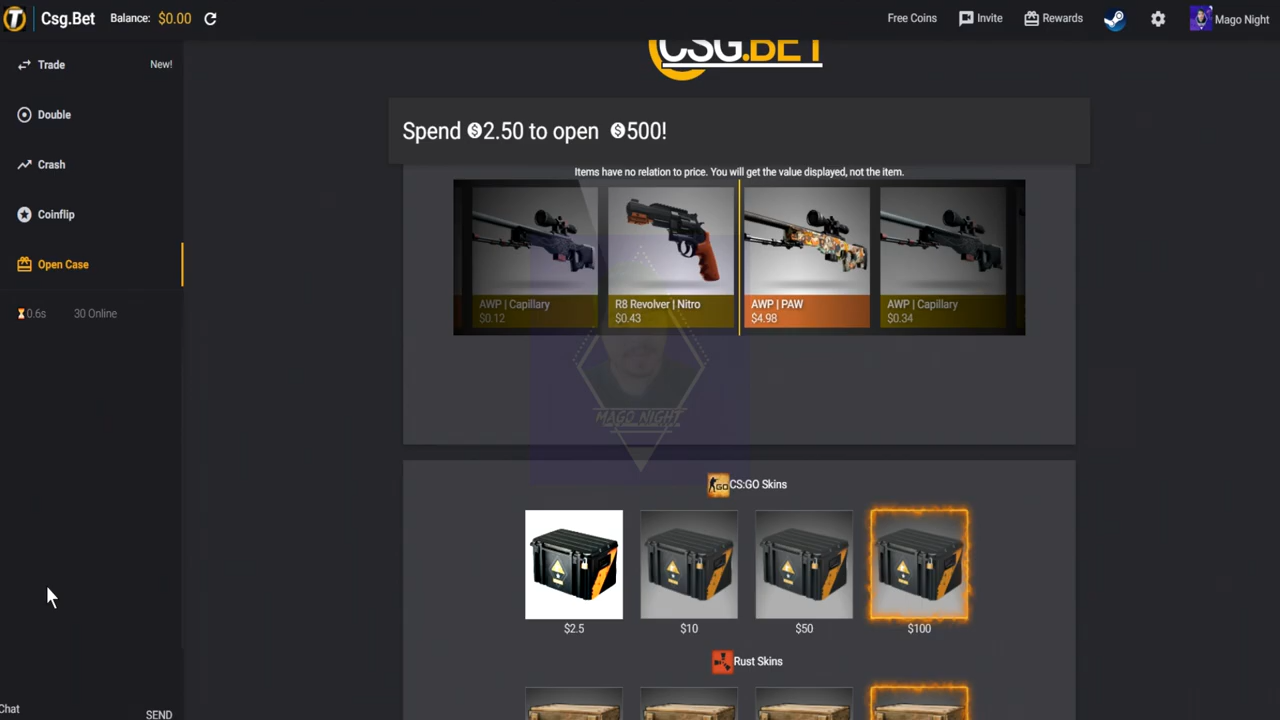 Csg.Bet
Balance: $0.00
Free Coins
Invite
Rewards
Mago Night
Trade
New!
Double
Crash
Coinflip
Open Case
0.6s
30 Online
CSG.BET
Spend $2.50 to open $500!
Items have no relation to price. You will get the value displayed, not the item.
AWP | Capillary
$0.12
R8 Revolver | Nitro
$0.43
AWP | PAW
$4.98
AWP | Capillary
$0.34
MAGO NIGHT
CS:GO Skins
$2.5
$10
$50
$100
Rust Skins
Chat
SEND